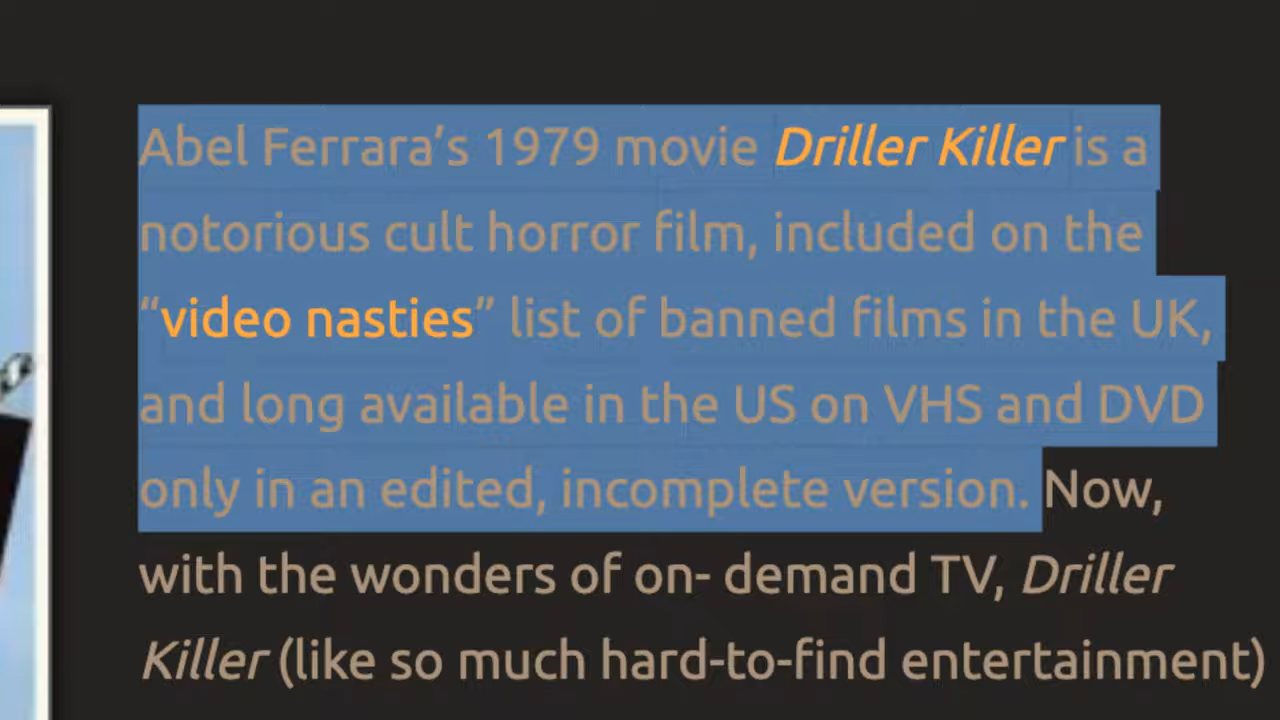 Abel Ferrara’s 1979 movie Driller Killer is a
notorious cult horror film, included on the
“video nasties” list of banned films in the UK,
and long available in the US on VHS and DVD
only in an edited, incomplete version. Now,
with the wonders of on- demand TV, Driller
Killer (like so much hard-to-find entertainment)